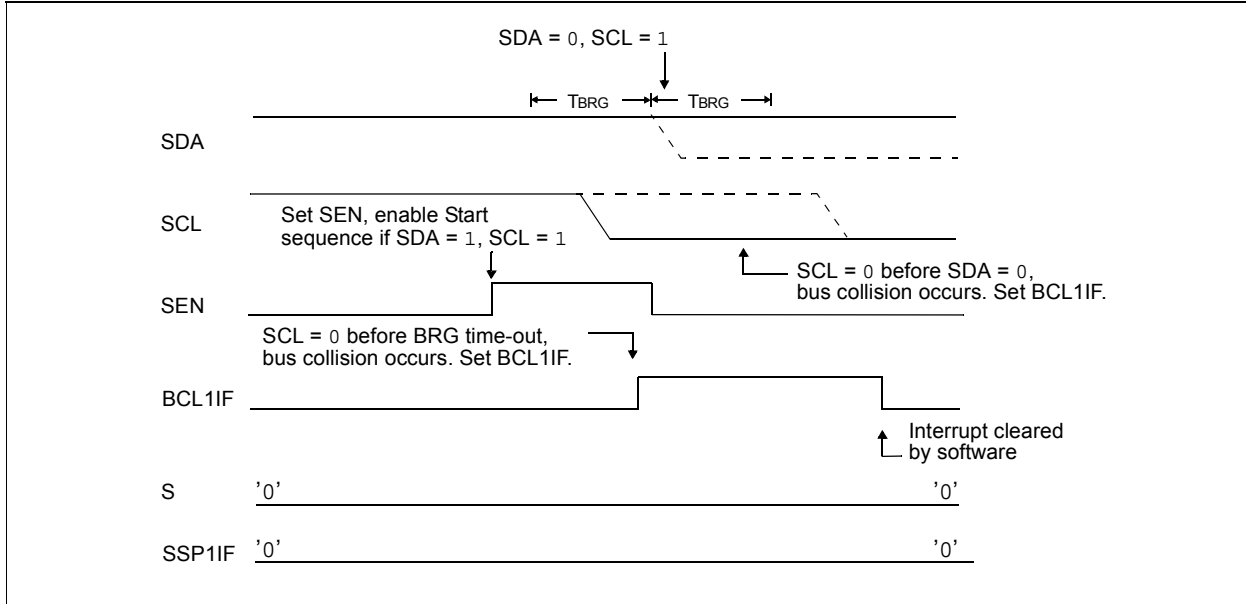 SDA = 0, SCL = 1
TBRG TBRG
SDA
SCL
Set SEN, enable Start
sequence if SDA = 1, SCL = 1
SCL = 0 before SDA = 0,
bus collision occurs. Set BCL1IF.
SEN
SCL = 0 before BRG time-out,
bus collision occurs. Set BCL1IF.
BCL1IF
Interrupt cleared
by software
S '0' '0'
SSP1IF '0' '0'